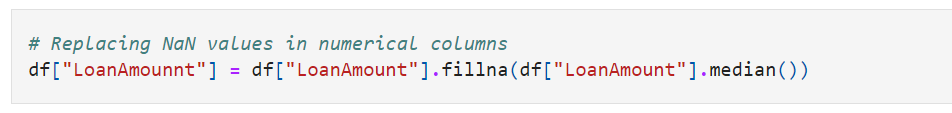 # Replacing NaN values in numerical columns
df["LoanAmounnt"] = df["LoanAmount"].fillna(df["LoanAmount"].median())